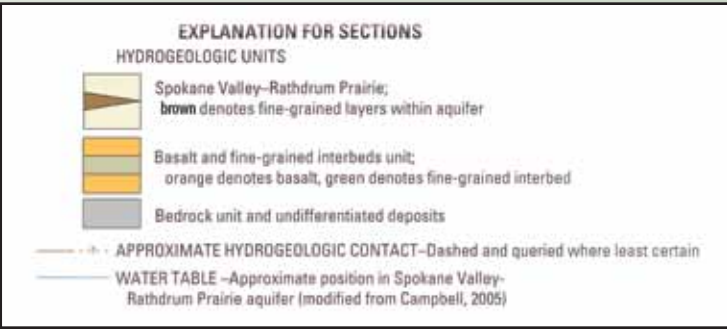 EXPLANATION FOR SECTIONS
HYDROGEOLOGIC UNITS
Spokane Valley–Rathdrum Prairie;
brown denotes fine-grained layers within aquifer
Basalt and fine-grained interbeds unit;
orange denotes basalt, green denotes fine-grained interbed
Bedrock unit and undifferentiated deposits
- ? - APPROXIMATE HYDROGEOLOGIC CONTACT–Dashed and queried where least certain
WATER TABLE –Approximate position in Spokane Valley-
Rathdrum Prairie aquifer (modified from Campbell, 2005)